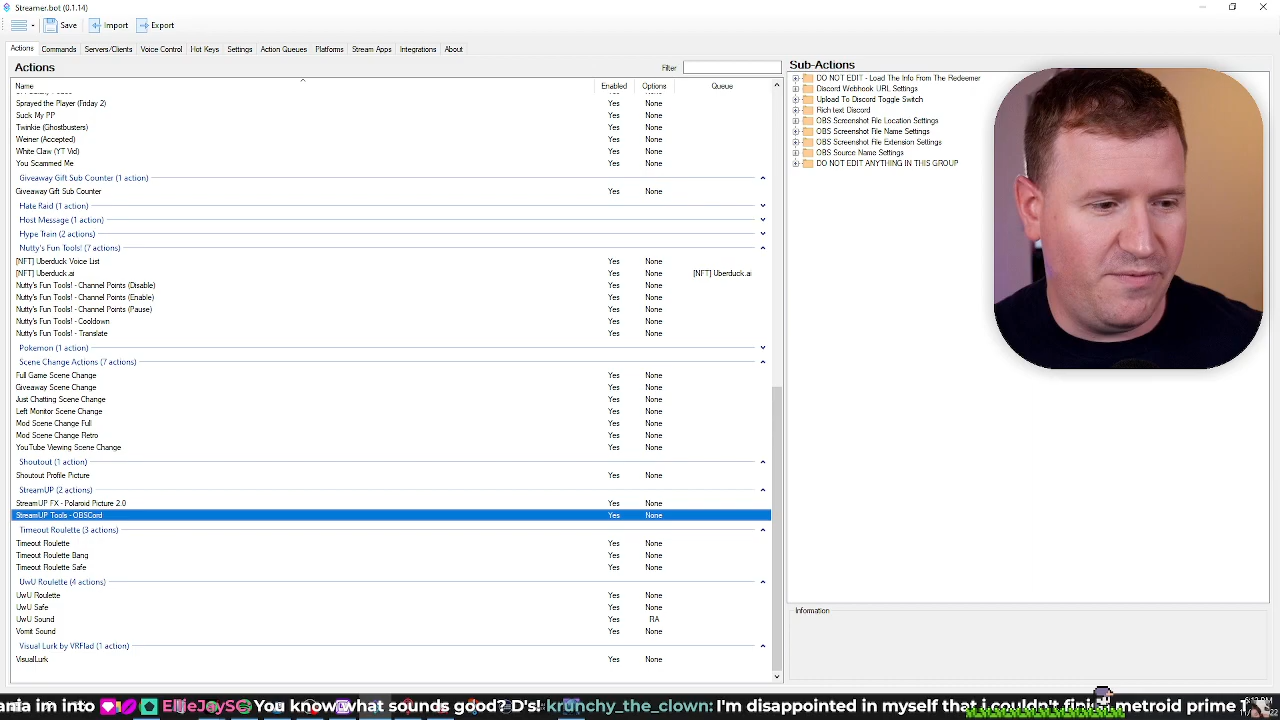 Streamer.bot (0.1.14)
Save Import Export
Actions Commands Servers/Clients Voice Control Hot Keys Settings Action Queues Platforms Stream Apps Integrations About
Actions Filter
Name Enabled Options Queue
Sprayed the Player (Friday 2) Yes None
Suck My PP Yes None
Twinkie (Ghostbusters) Yes None
Weiner (Accepted) Yes None
White Claw (YT Vid) Yes None
You Scammed Me Yes None
Giveaway Gift Sub Counter (1 action)
Giveaway Gift Sub Counter Yes None
Hate Raid (1 action)
Host Message (1 action)
Hype Train (2 actions)
Nutty's Fun Tools! (7 actions)
[NFT] Uberduck Voice List Yes None
[NFT] Uberduck.ai Yes None [NFT] Uberduck.ai
Nutty's Fun Tools! - Channel Points (Disable) Yes None
Nutty's Fun Tools! - Channel Points (Enable) Yes None
Nutty's Fun Tools! - Channel Points (Pause) Yes None
Nutty's Fun Tools! - Cooldown Yes None
Nutty's Fun Tools! - Translate Yes None
Pokemon (1 action)
Scene Change Actions (7 actions)
Full Game Scene Change Yes None
Giveaway Scene Change Yes None
Just Chatting Scene Change Yes None
Left Monitor Scene Change Yes None
Mod Scene Change Full Yes None
Mod Scene Change Retro Yes None
YouTube Viewing Scene Change Yes None
Shoutout (1 action)
Shoutout Profile Picture Yes None
StreamUP (2 actions)
StreamUP FX - Polaroid Picture 2.0 Yes None
StreamUP Tools - OBSCord Yes None
Timeout Roulette (3 actions)
Timeout Roulette Yes None
Timeout Roulette Bang Yes None
Timeout Roulette Safe Yes None
UwU Roulette (4 actions)
UwU Roulette Yes None
UwU Safe Yes None
UwU Sound Yes RA
Vomt Sound Yes None
Visual Lurk by VRFlad (1 action)
VisualLurk Yes None
Sub-Actions
DO NOT EDIT - Load The Info From The Redeemer
Discord Webhook URL Settings
Upload To Discord Toggle Switch
Rich text Discord
OBS Screenshot File Location Settings
OBS Screenshot File Name Settings
OBS Screenshot File Extension Settings
OBS Source Name Settings
DO NOT EDIT ANYTHING IN THIS GROUP
Information
im into EllieJayS You know what sounds good? D's! krunchy_the_clown: I'm disappointed in myself that i could metroid prime